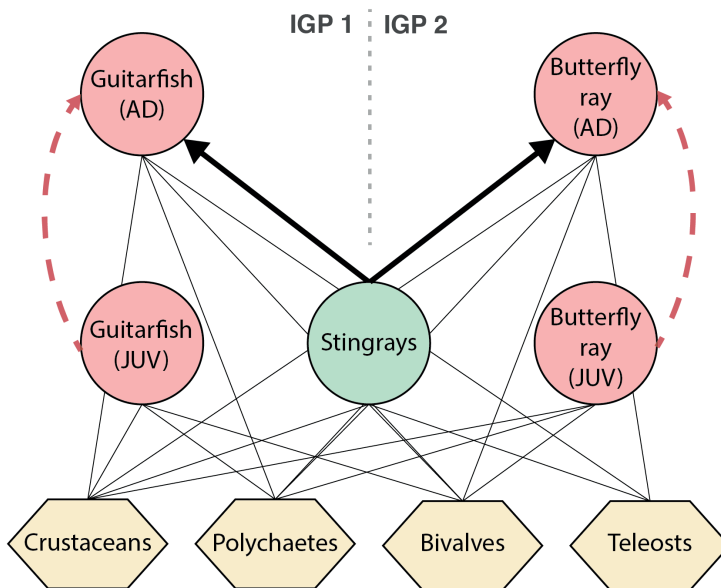 IGP 1
IGP 2
Guitarfish
(AD)
Butterfly
ray
(AD)
Guitarfish
(JUV)
Stingrays
Butterfly
ray
(JUV)
Crustaceans
Polychaetes
Bivalves
Teleosts